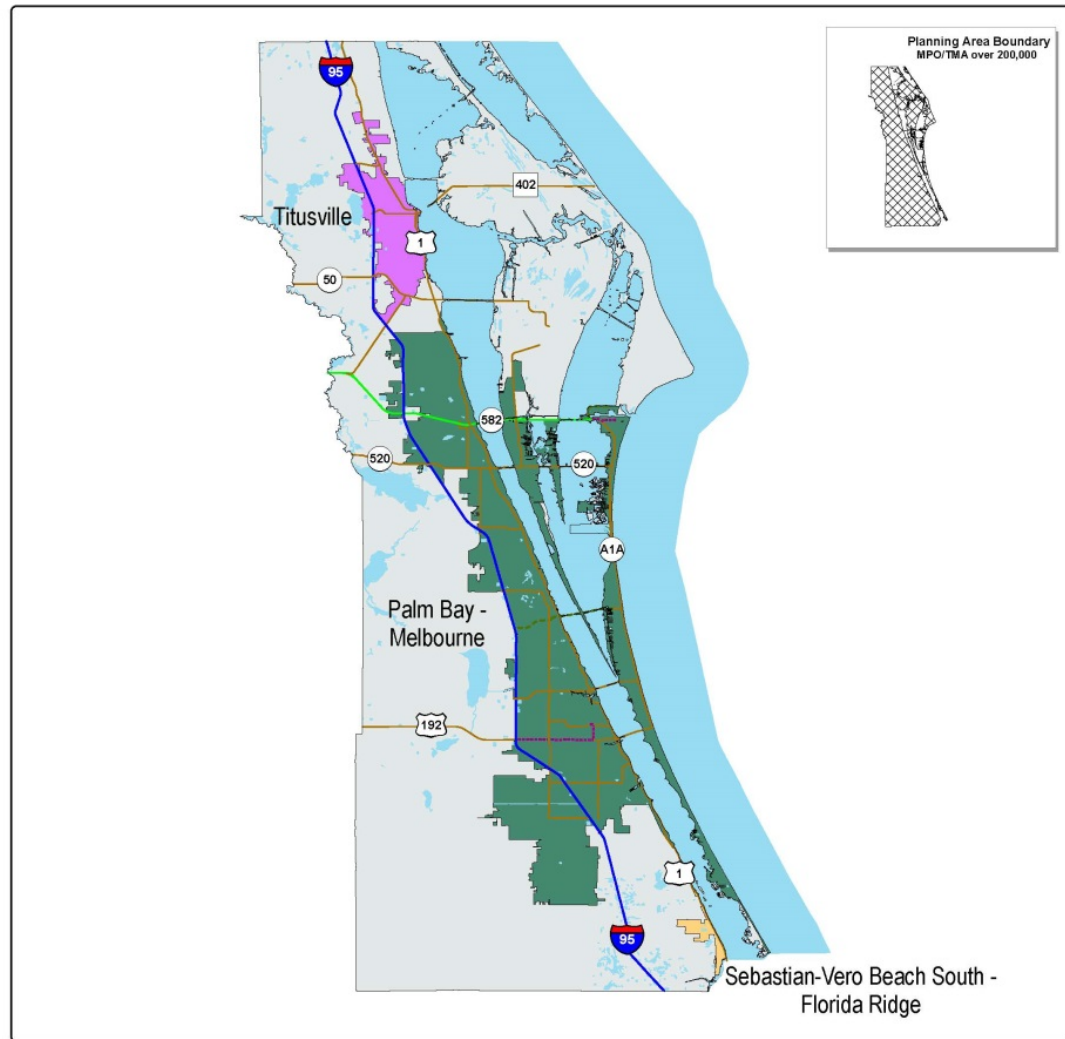 Planning Area Boundary
MPO/TMA over 200,000
95
402
Titusville
1
50
582
520
520
A1A
Palm Bay -
Melbourne
192
1
95
Sebastian-Vero Beach South -
Florida Ridge